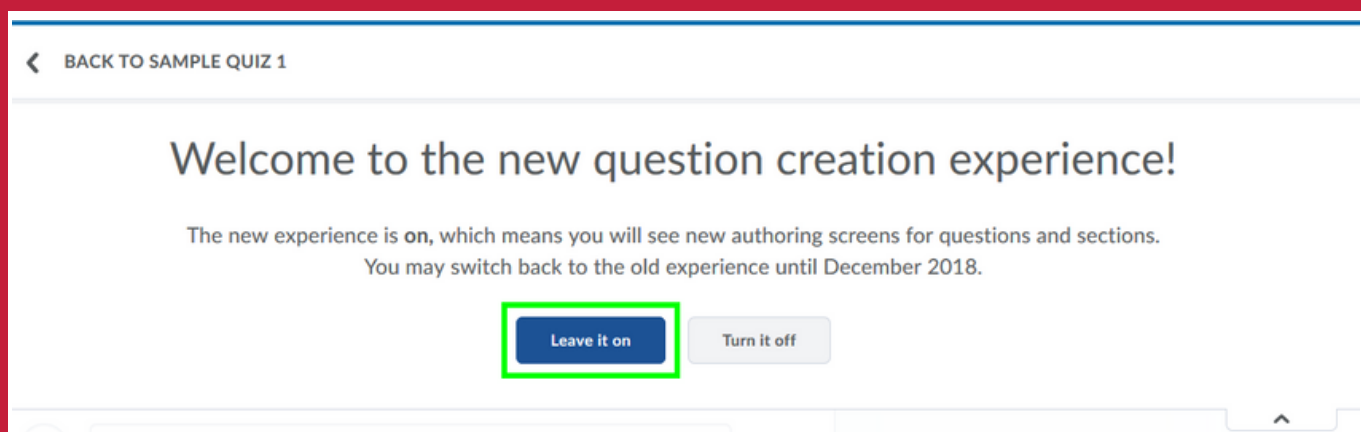 BACK TO SAMPLE QUIZ 1
Welcome to the new question creation experience!
The new experience is on, which means you will see new authoring screens for questions and sections.
You may switch back to the old experience until December 2018.
Leave it on
Turn it off